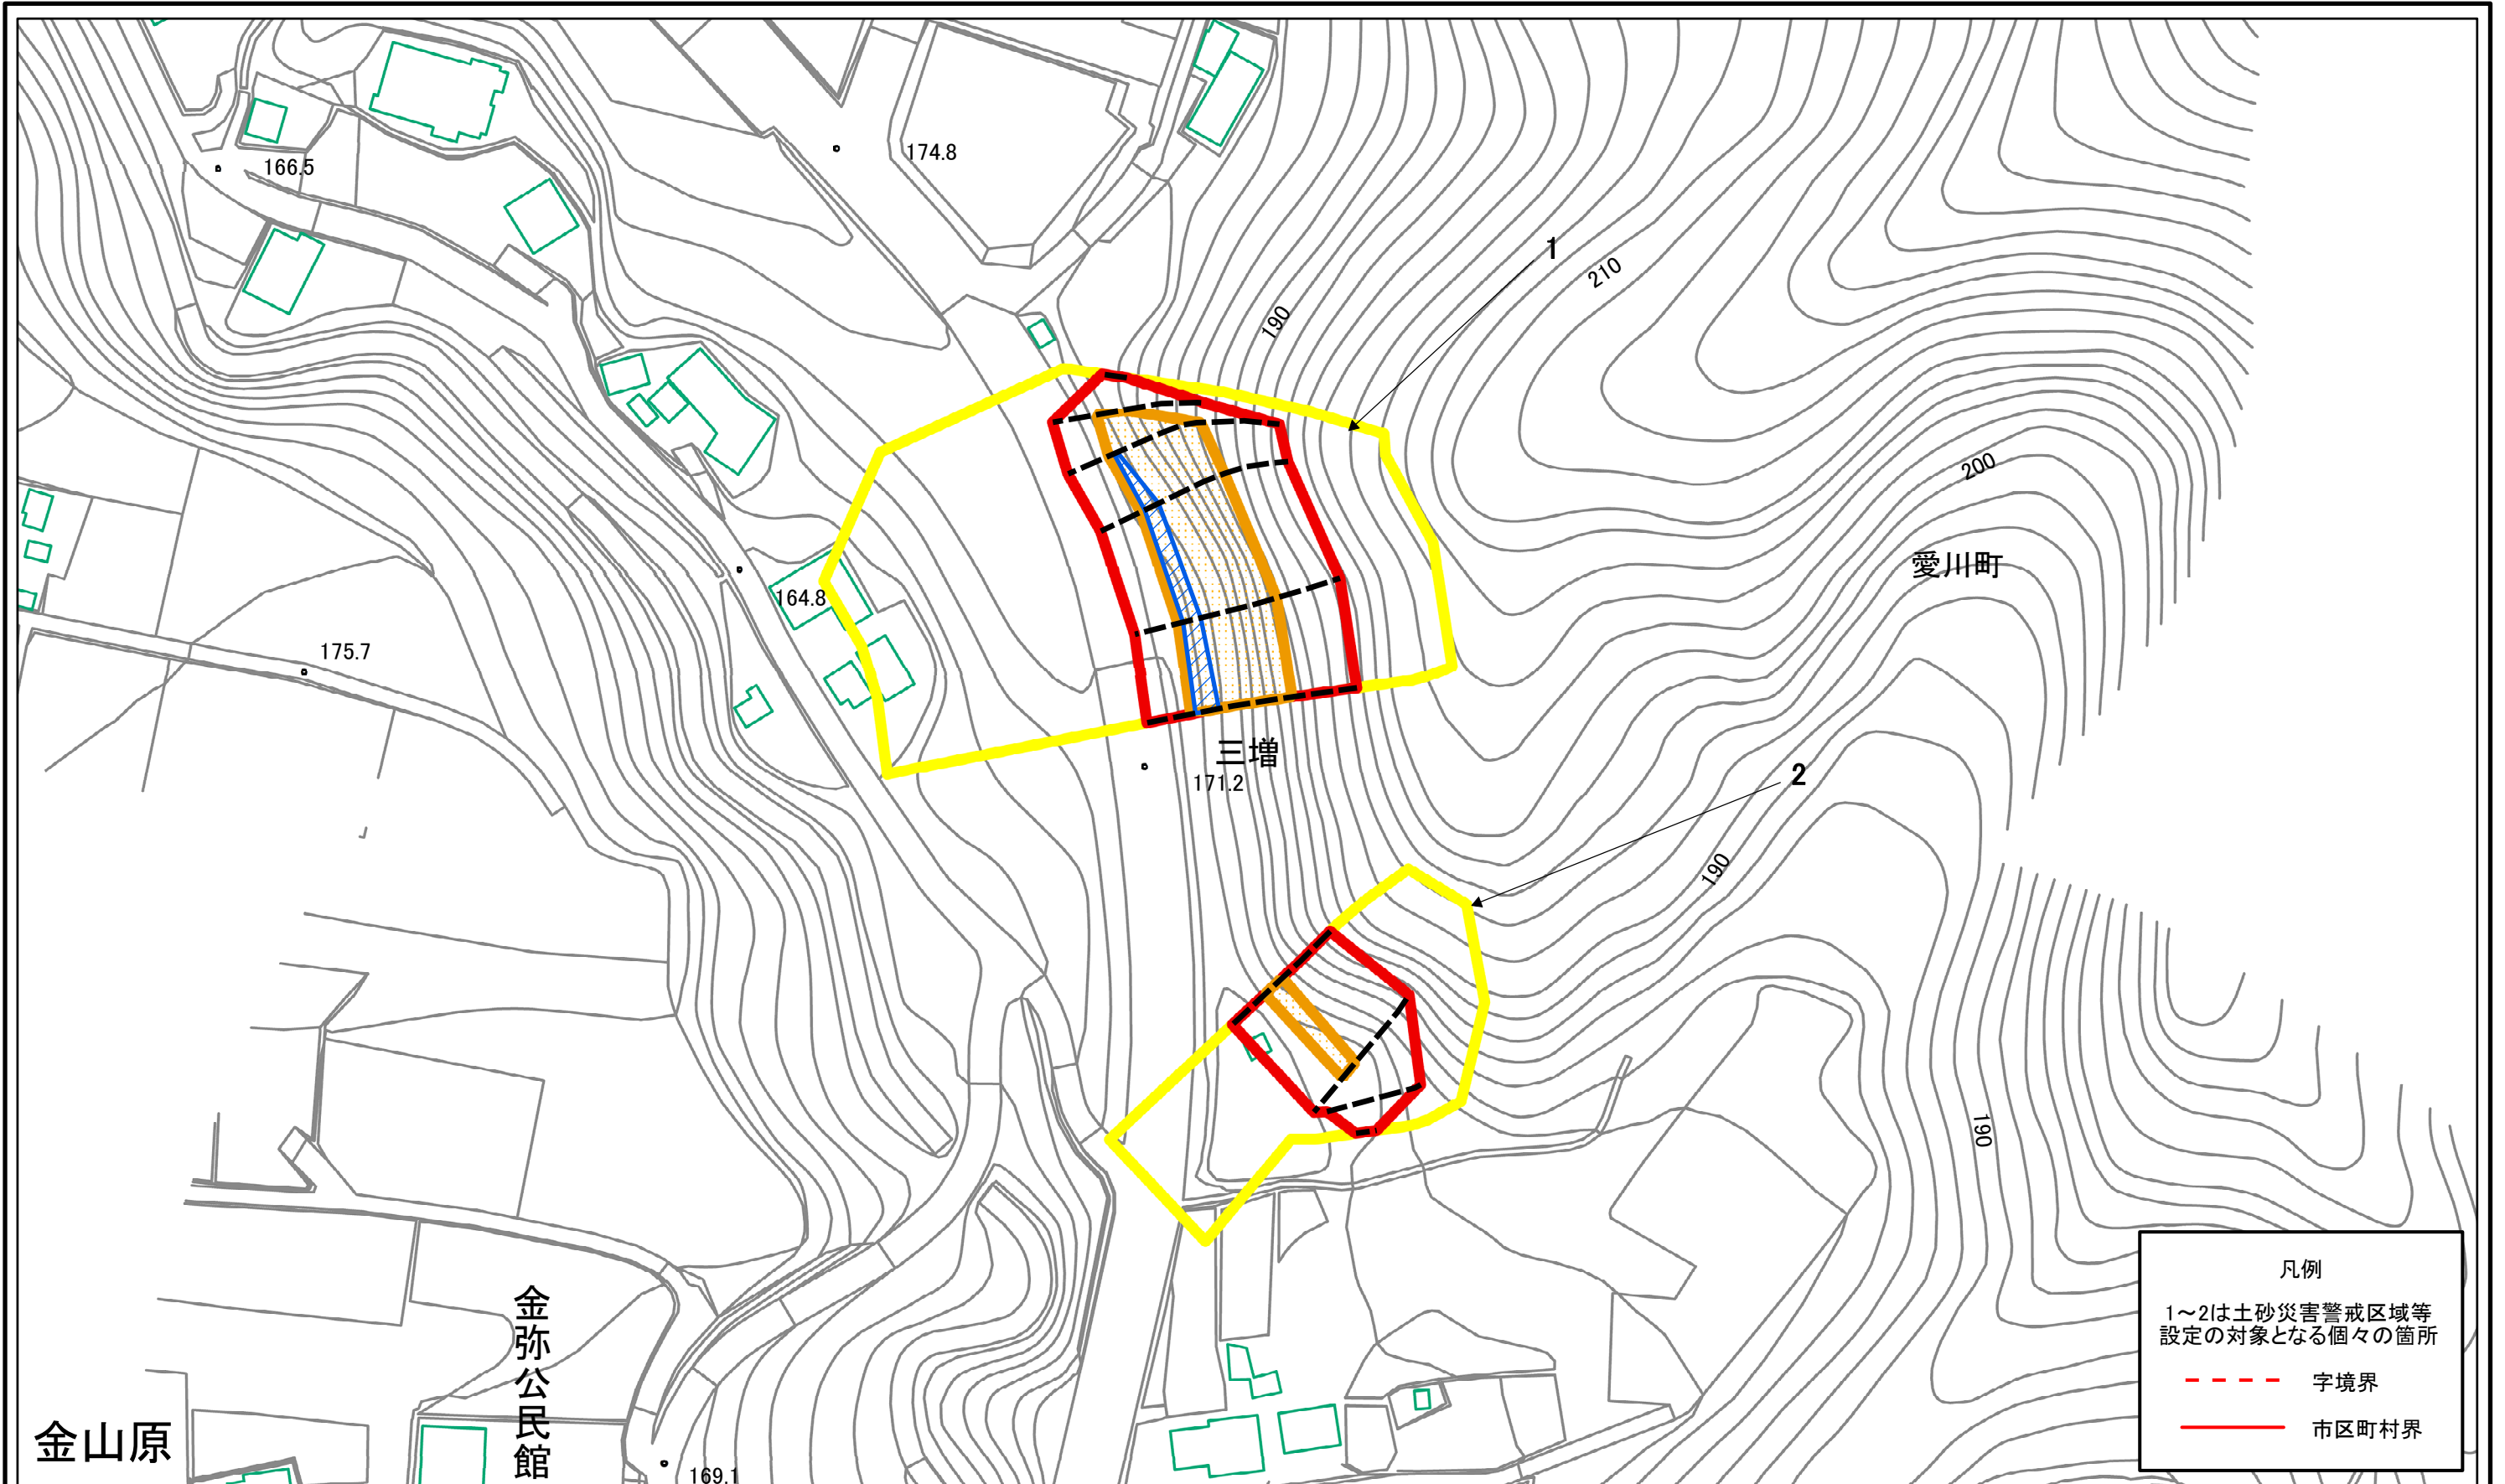 174.8
166.5
1
210
190
200
愛川町
164.8
175.7
三増
171.2
2
190
190
金弥公民館
金山原
169.1
凡例
1～2は土砂災害警戒区域等
設定の対象となる個々の箇所
字境界
市区町村界